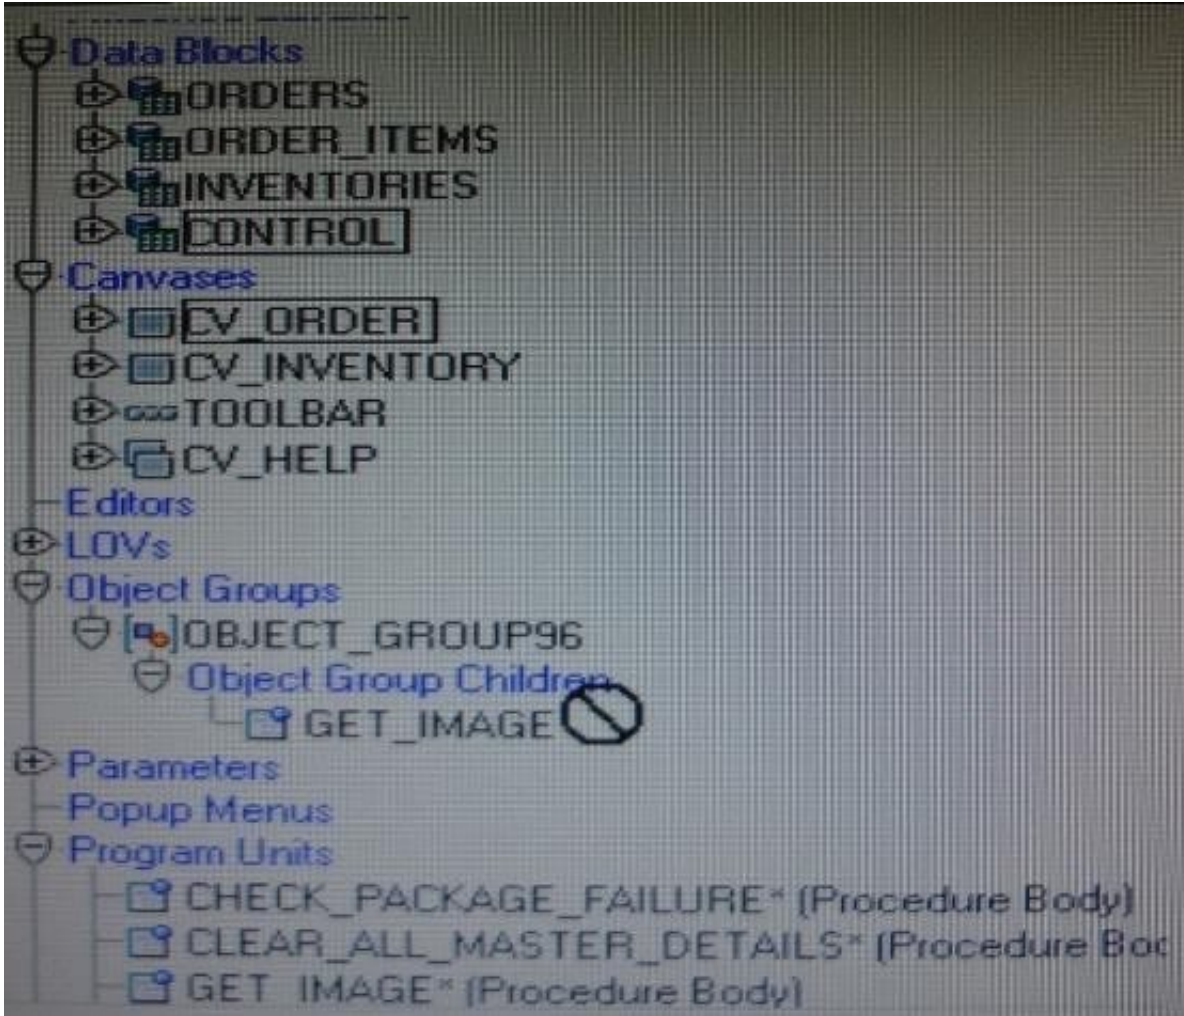 Data Blocks
ORDERS
ORDER_ITEMS
INVENTORIES
CONTROL
Canvases
CV_ORDER
CV_INVENTORY
TOOLBAR
CV_HELP
Editors
LOVs
Object Groups
OBJECT_GROUP96
Object Group Children
GET_IMAGE
Parameters
Popup Menus
Program Units
CHECK_PACKAGE_FAILURE* (Procedure Body)
CLEAR_ALL_MASTER_DETAILS* (Procedure Boc
GET_IMAGE* (Procedure Body)